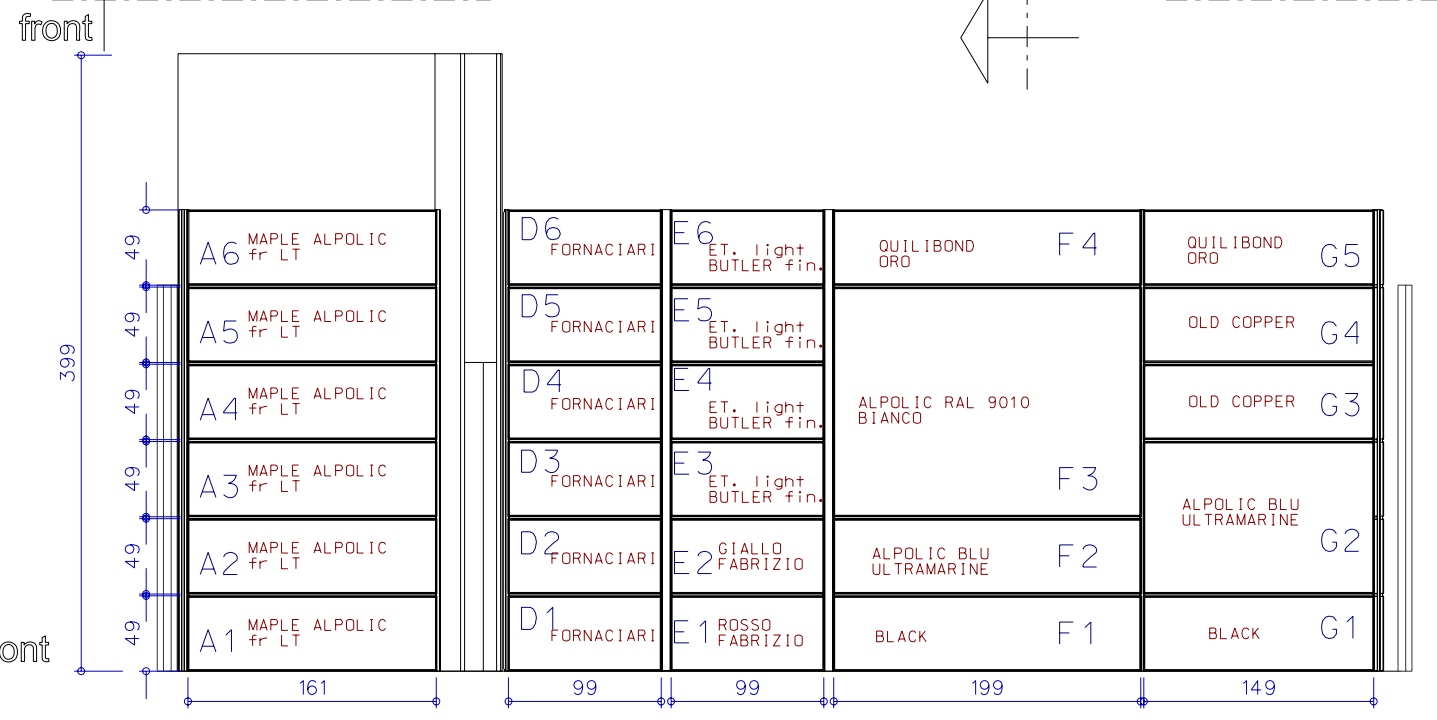 front
399
49
A6 MAPLE ALPOLIC
fr LT
D6
FORNACIARI
E6
ET. light
BUTLER fin.
QUILIBOND
ORO
F4
QUILIBOND
ORO
G5
49
A5 MAPLE ALPOLIC
fr LT
D5
FORNACIARI
E5
ET. light
BUTLER fin.
OLD COPPER
G4
49
A4 MAPLE ALPOLIC
fr LT
D4
FORNACIARI
E4
ET. light
BUTLER fin.
ALPOLIC RAL 9010
BIANCO
F3
OLD COPPER
G3
49
A3 MAPLE ALPOLIC
fr LT
D3
FORNACIARI
E3
ET. light
BUTLER fin.
ALPOLIC BLU
ULTRAMARINE
G2
49
A2 MAPLE ALPOLIC
fr LT
D2
FORNACIARI
E2
GIALLO
FABRIZIO
ALPOLIC BLU
ULTRAMARINE
F2
49
A1 MAPLE ALPOLIC
fr LT
D1
FORNACIARI
E1
ROSSO
FABRIZIO
BLACK
F1
BLACK
G1
ont
161
99
99
199
149